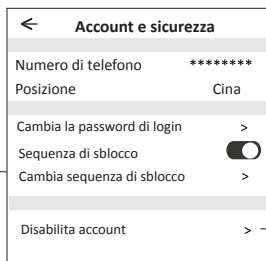 ← Account e sicurezza
Numero di telefono ********
Posizione Cina
Cambia la password di login >
Sequenza di sblocco
Cambia sequenza di sblocco >
Disabilita account >